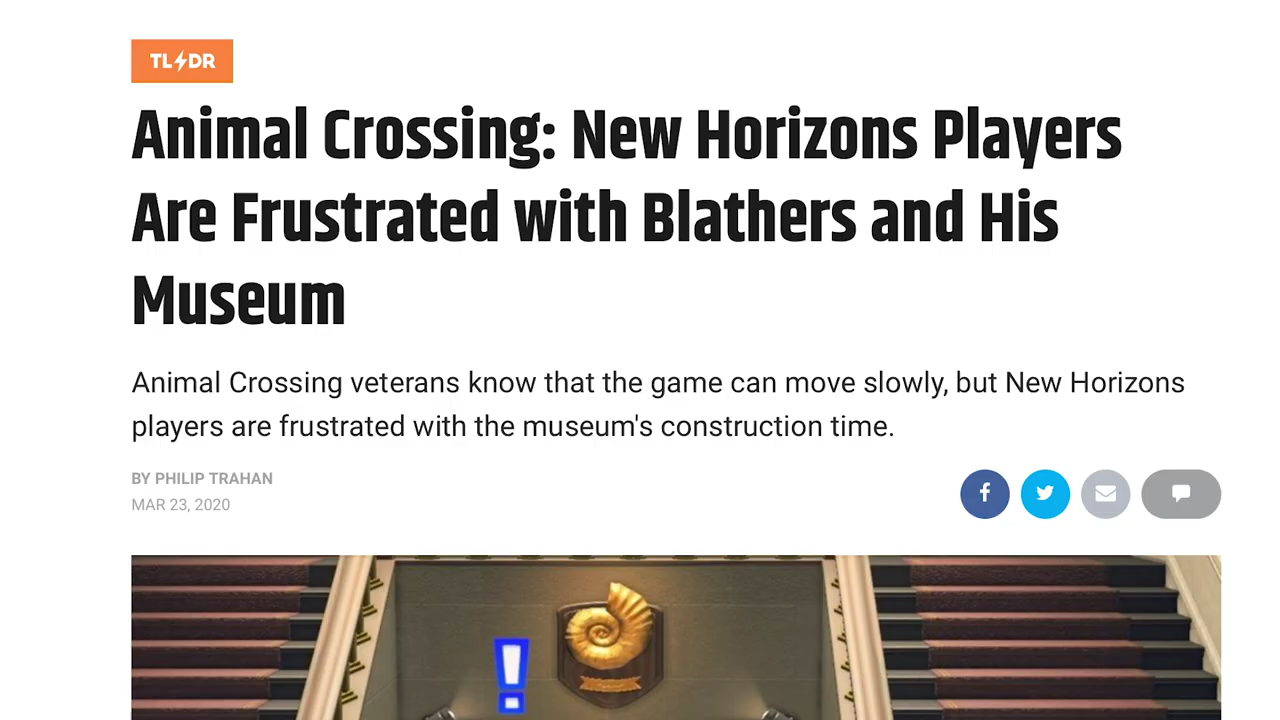 TL DR
Animal Crossing: New Horizons Players
Are Frustrated with Blathers and His
Museum
Animal Crossing veterans know that the game can move slowly, but New Horizons
players are frustrated with the museum's construction time.
BY PHILIP TRAHAN
MAR 23, 2020
!